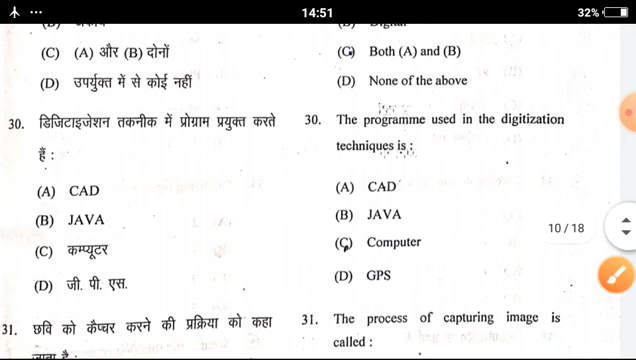 14:51
32%
(C) (A) और (B) दोनों
(D) उपर्युक्त में से कोई नहीं
30. डिजिटाइजेशन तकनीक में प्रोग्राम प्रयुक्त करते
हैं :
(A) CAD
(B) JAVA
(C) कम्प्यूटर
(D) जी. पी. एस.
31. छवि को कैप्चर करने की प्रक्रिया को कहा
जाता है :
(C) Both (A) and (B)
(D) None of the above
30. The programme used in the digitization
techniques is :
(A) CAD
(B) JAVA
(C) Computer
(D) GPS
31. The process of capturing image is
called :
10 / 18